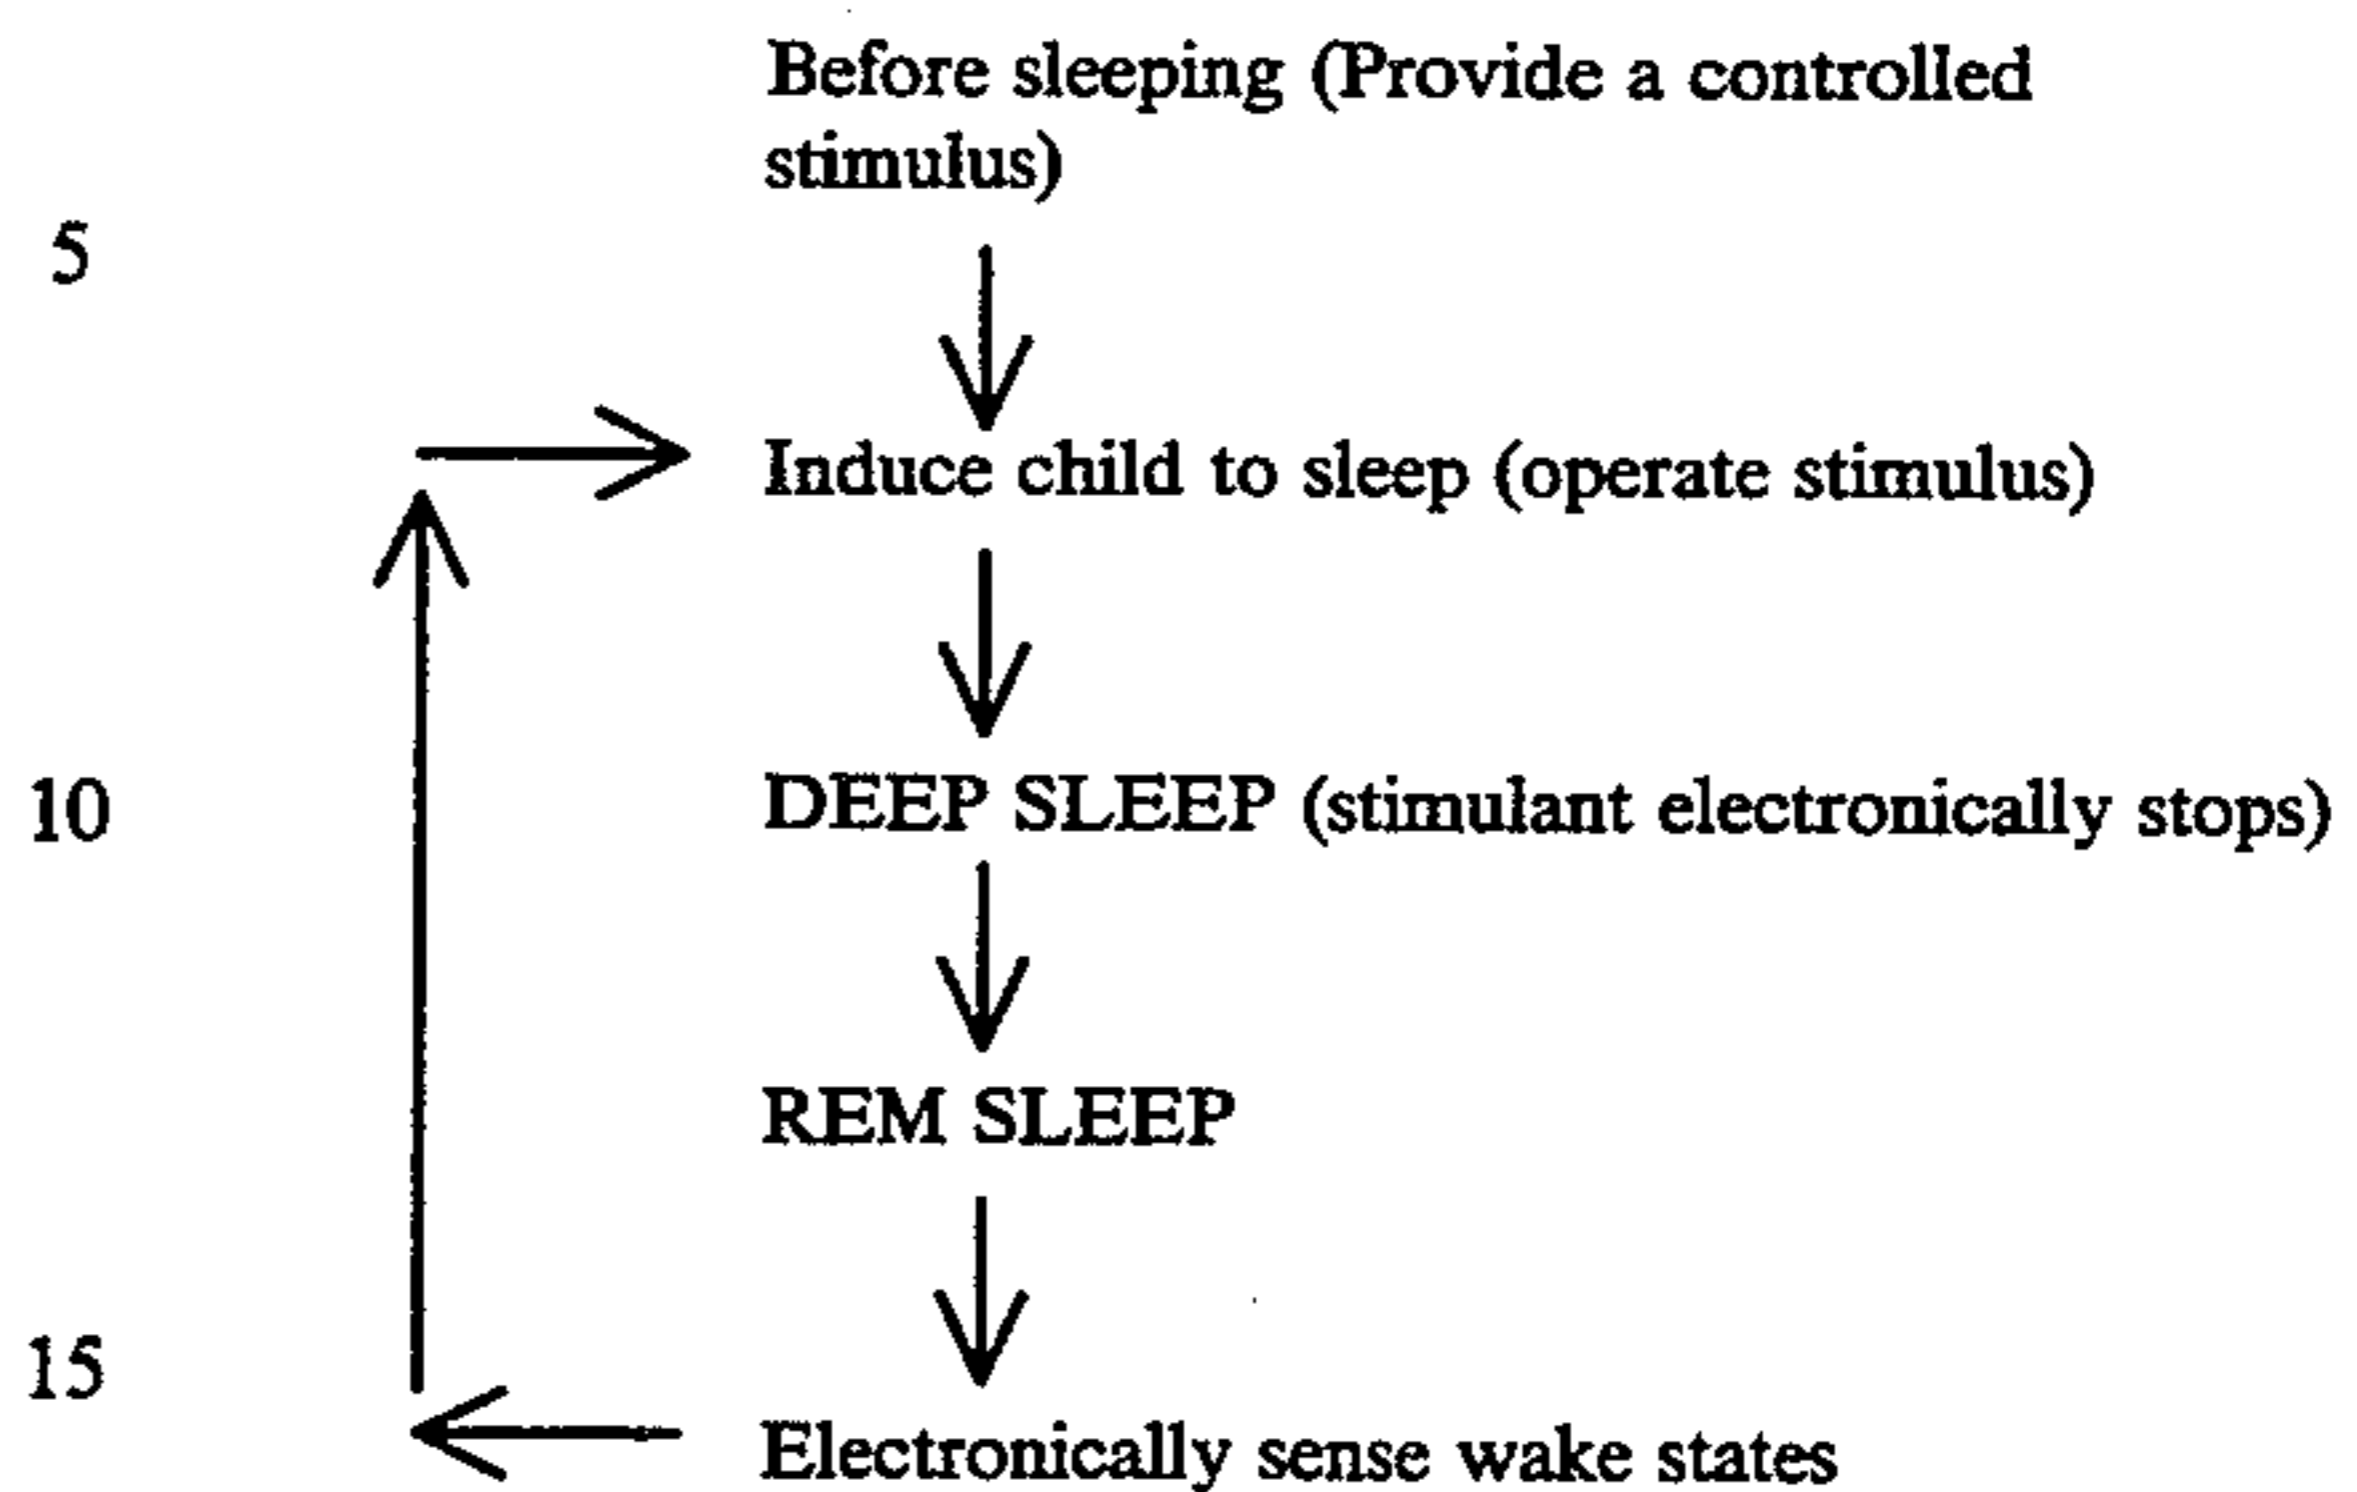 Before sleeping (Provide a controlled
stimulus)
5
Induce child to sleep (operate stimulus)
10
DEEP SLEEP (stimulant electronically stops)
REM SLEEP
15
Electronically sense wake states